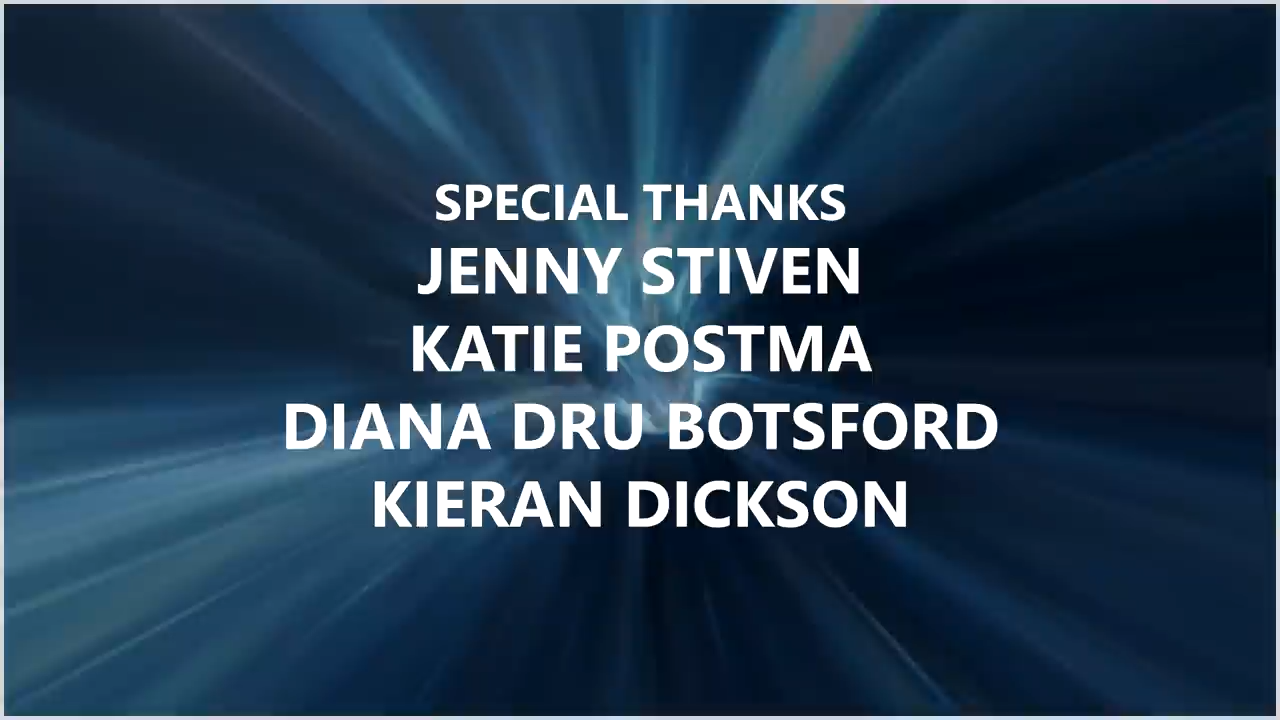 SPECIAL THANKS
JENNY STIVEN
KATIE POSTMA
DIANA DRU BOTSFORD
KIERAN DICKSON